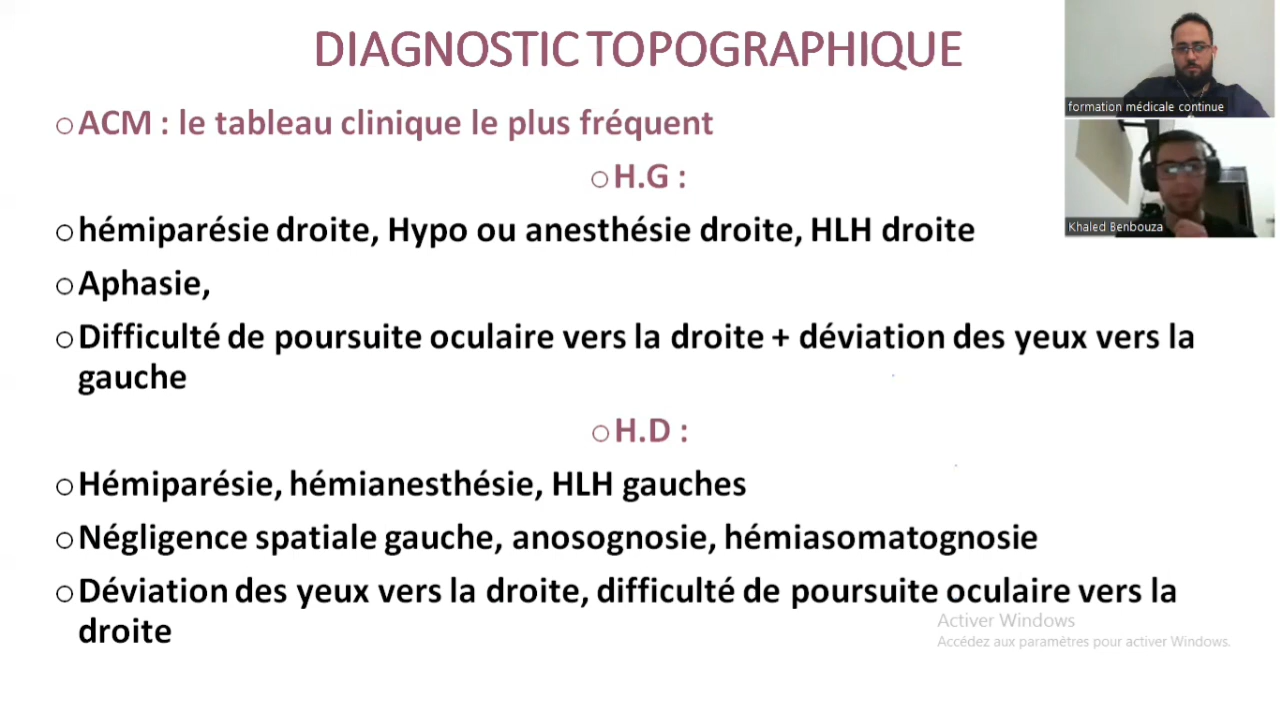 DIAGNOSTIC TOPOGRAPHIQUE
formation médicale continue
Khaled Benbouza
○ACM : le tableau clinique le plus fréquent
○H.G :
○hémiparésie droite, Hypo ou anesthésie droite, HLH droite
○Aphasie,
○Difficulté de poursuite oculaire vers la droite + déviation des yeux vers la
gauche
○H.D :
○Hémiparésie, hémianesthésie, HLH gauches
○Négligence spatiale gauche, anosognosie, hémiasomatognosie
○Déviation des yeux vers la droite, difficulté de poursuite oculaire vers la
droite
Activer Windows
Accédez aux paramètres pour activer Windows.